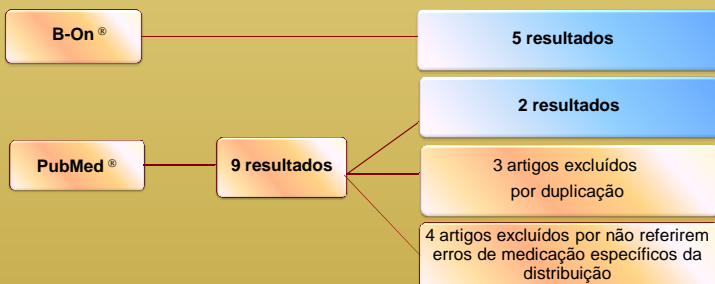 B-On ®
5 resultados
2 resultados
PubMed ®
9 resultados
3 artigos excluídos
por duplicação
4 artigos excluídos por não referirem
erros de medicação específicos da
distribuição